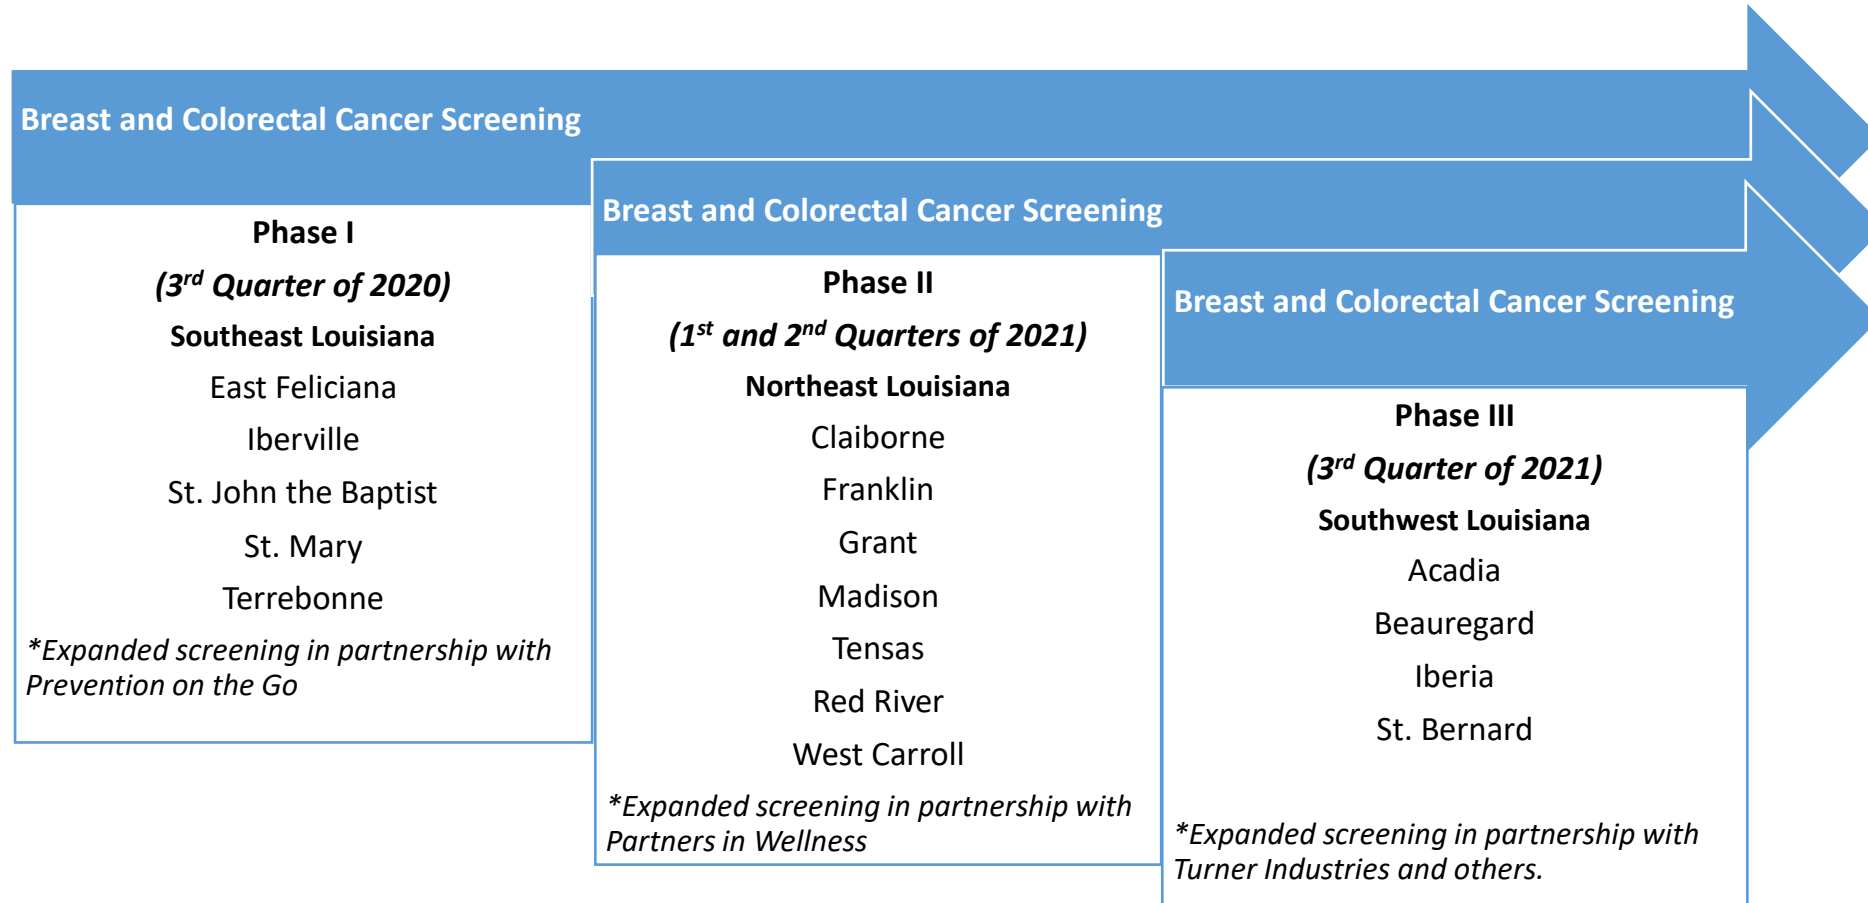 Breast and Colorectal Cancer Screening
Phase I
(3rd Quarter of 2020)
Southeast Louisiana
East Feliciana
Iberville
St. John the Baptist
St. Mary
Terrebonne
*Expanded screening in partnership with
Prevention on the Go
Breast and Colorectal Cancer Screening
Phase II
(1st and 2nd Quarters of 2021)
Northeast Louisiana
Claiborne
Franklin
Grant
Madison
Tensas
Red River
West Carroll
*Expanded screening in partnership with
Partners in Wellness
Breast and Colorectal Cancer Screening
Phase III
(3rd Quarter of 2021)
Southwest Louisiana
Acadia
Beauregard
Iberia
St. Bernard
*Expanded screening in partnership with
Turner Industries and others.